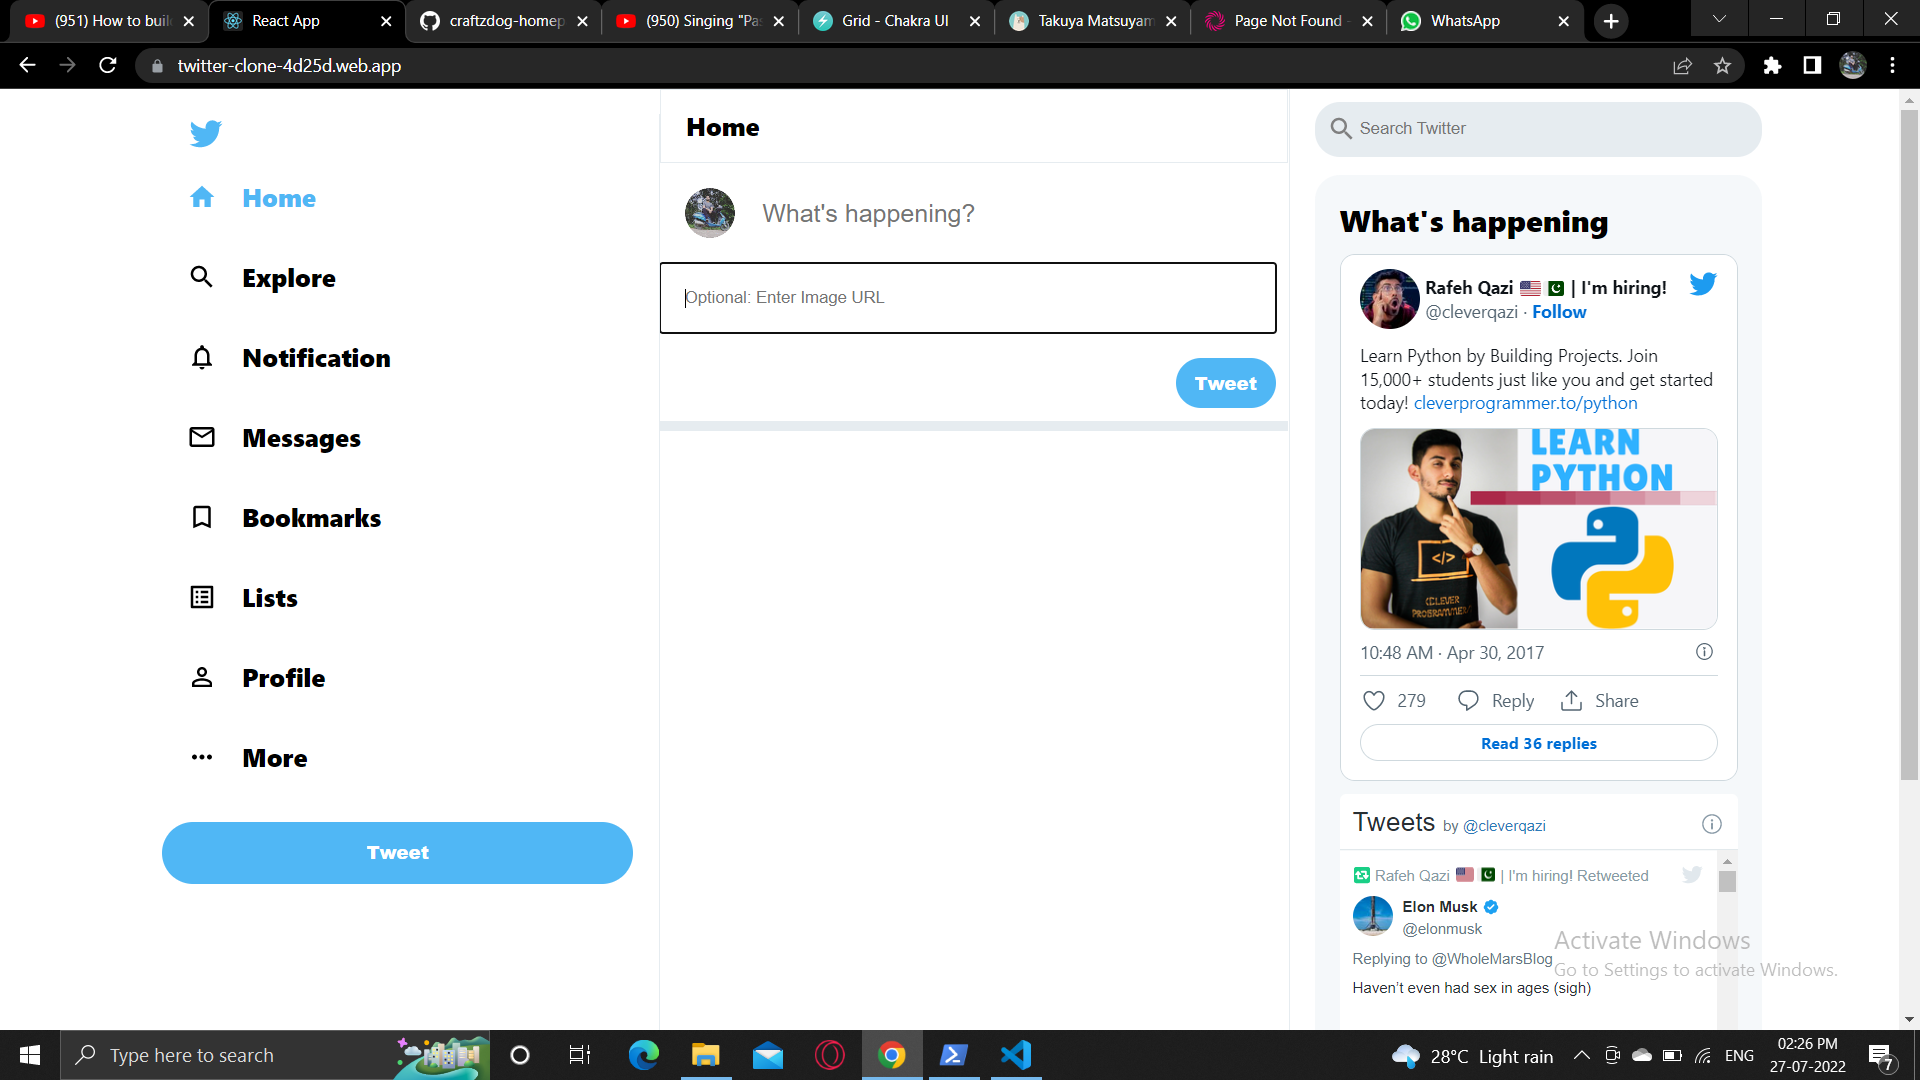 (951) How to buil
React App
craftzdog-homep
(950) Singing "Pas
Grid - Chakra UI
Takuya Matsuyam
Page Not Found -
WhatsApp
twitter-clone-4d25d.web.app
Home
Explore
Notification
Messages
Bookmarks
Lists
Profile
More
Tweet
Home
What's happening?
Optional: Enter Image URL
Tweet
Search Twitter
What's happening
Rafeh Qazi 🇺🇸 🇵🇰 | I'm hiring!
@cleverqazi · Follow
Learn Python by Building Projects. Join
15,000+ students just like you and get started
today! cleverprogrammer.to/python
LEARN
PYTHON
</>
CLEVER
PROGRAMMER
10:48 AM · Apr 30, 2017
279 Reply Share
Read 36 replies
Tweets by @cleverqazi
Rafeh Qazi 🇺🇸 🇵🇰 | I'm hiring! Retweeted
Elon Musk
@elonmusk
Replying to @WholeMarsBlog
Haven't even had sex in ages (sigh)
Activate Windows
Go to Settings to activate Windows.
Type here to search
28°C Light rain
ENG
02:26 PM
27-07-2022
7